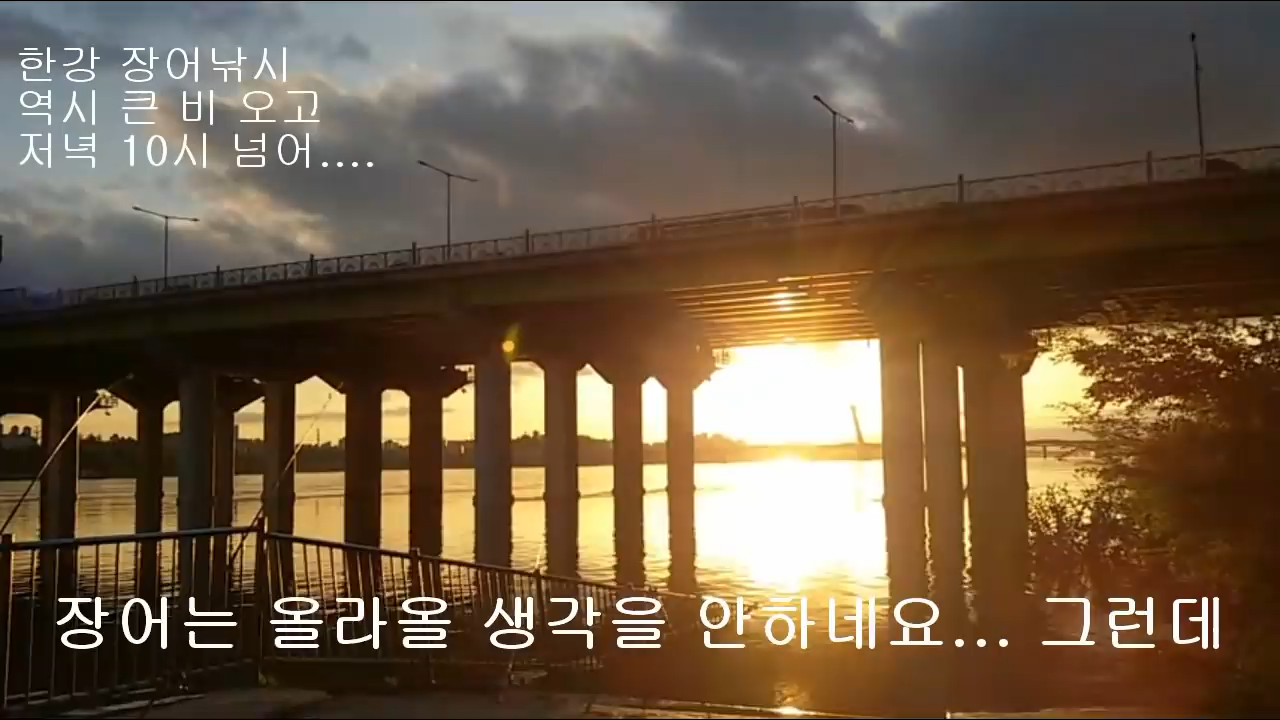 한강 장어낚시
역시 큰 비 오고
저녁 10시 넘어....
장어는 올라올 생각을 안하네요... 그런데